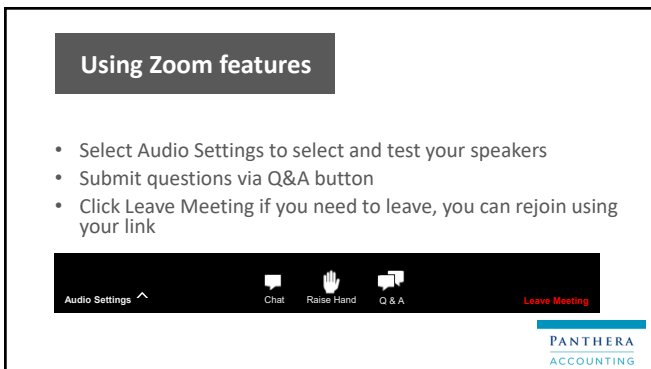 Using Zoom features
• Select Audio Settings to select and test your speakers
• Submit questions via Q&A button
• Click Leave Meeting if you need to leave, you can rejoin using
your link
Audio Settings
Chat
Raise Hand
Q & A
Leave Meeting
PANTHERA
ACCOUNTING